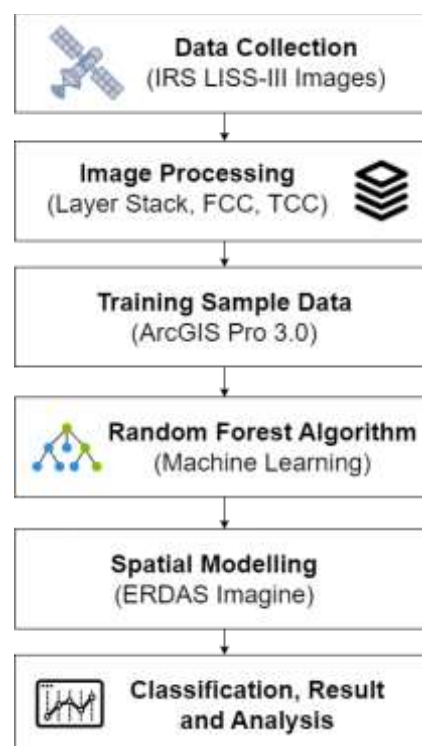 Data Collection
(IRS LISS-III Images)
Image Processing
(Layer Stack, FCC, TCC)
Training Sample Data
(ArcGIS Pro 3.0)
Random Forest Algorithm
(Machine Learning)
Spatial Modelling
(ERDAS Imagine)
Classification, Result
and Analysis